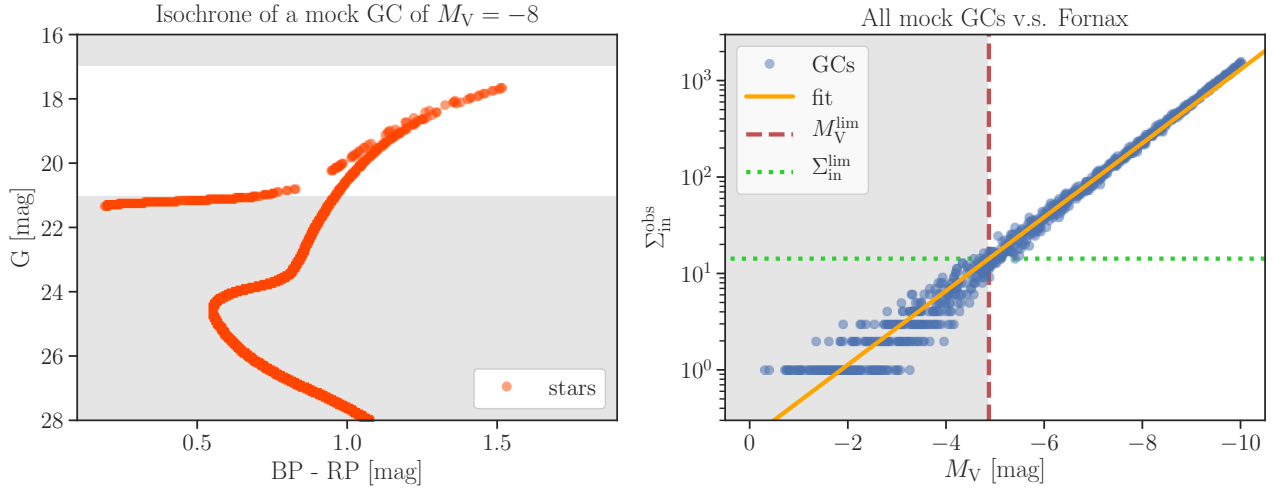 Isochrone of a mock GC of M_V = −8
16
18
20
22
24
26
28
G [mag]
stars
0.5
1.0
1.5
BP - RP [mag]
All mock GCs v.s. Fornax
GCs
fit
M_V^lim
Σ_in^lim
10^3
10^2
10^1
10^0
Σ_in^obs
0
−2
−4
−6
−8
−10
M_V [mag]